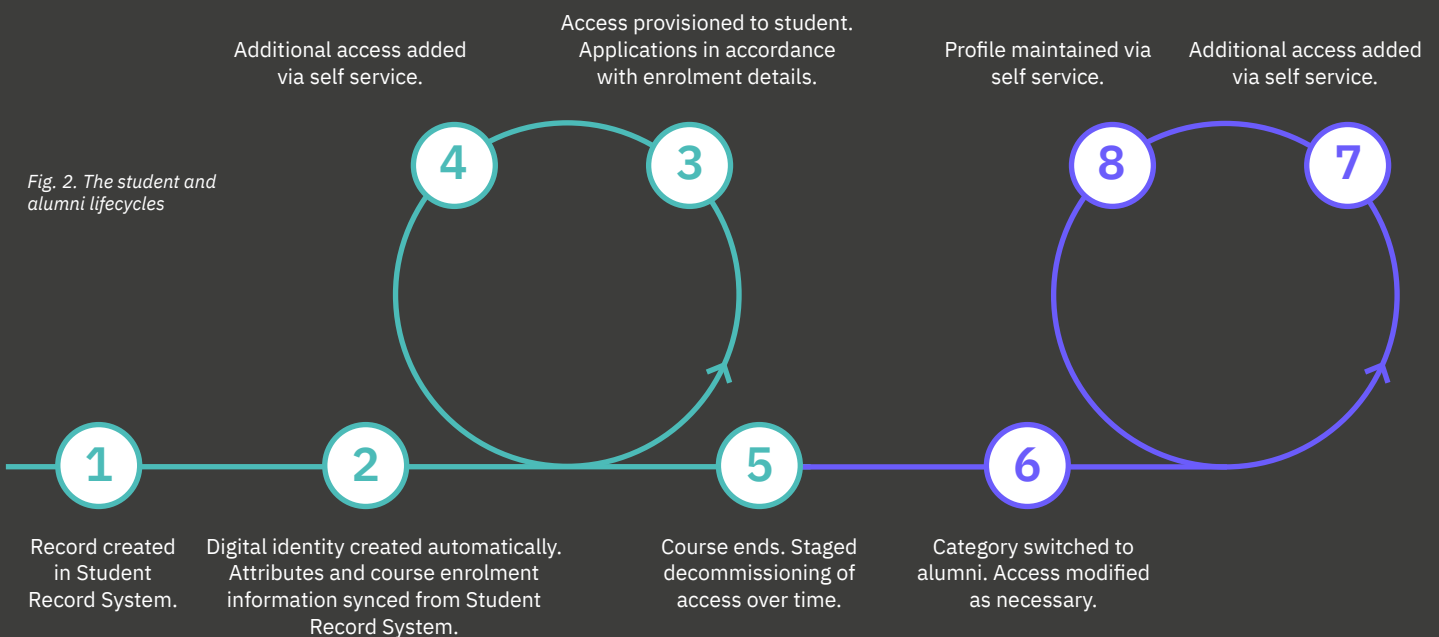 Additional access added
via self service.
Access provisioned to student.
Applications in accordance
with enrolment details.
Profile maintained via
self service.
Additional access added
via self service.
4
3
8
7
Fig. 2. The student and
alumni lifecycles
1
2
5
6
Record created
in Student
Record System.
Digital identity created automatically.
Attributes and course enrolment
information synced from Student
Record System.
Course ends. Staged
decommissioning of
access over time.
Category switched to
alumni. Access modified
as necessary.